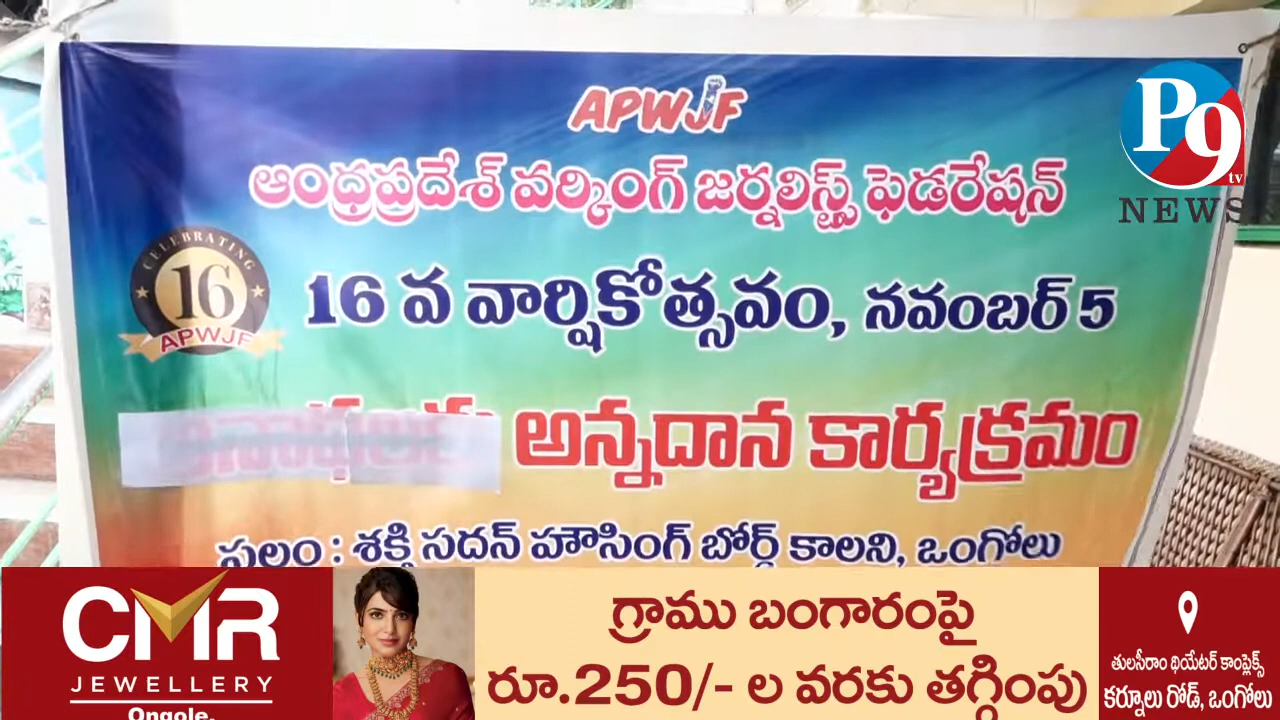 APWJF
ఆంధ్రప్రదేశ్ వర్కింగ్ జర్నలిస్ట్స్ ఫెడరేషన్
CELEBRATING
16
APWJF
16 వ వార్షికోత్సవం, నవంబర్ 5
అన్నదాన కార్యక్రమం
స్థలం : శక్తి సదన్ హౌసింగ్ బోర్డ్ కాలని, ఒంగోలు
P9
tv
NEWS
CMR
JEWELLERY
Ongole.
గ్రాము బంగారంపై
రూ.250/- ల వరకు తగ్గింపు
తులసీరాం థియేటర్ కాంప్లెక్స్
కర్నూలు రోడ్, ఒంగోలు